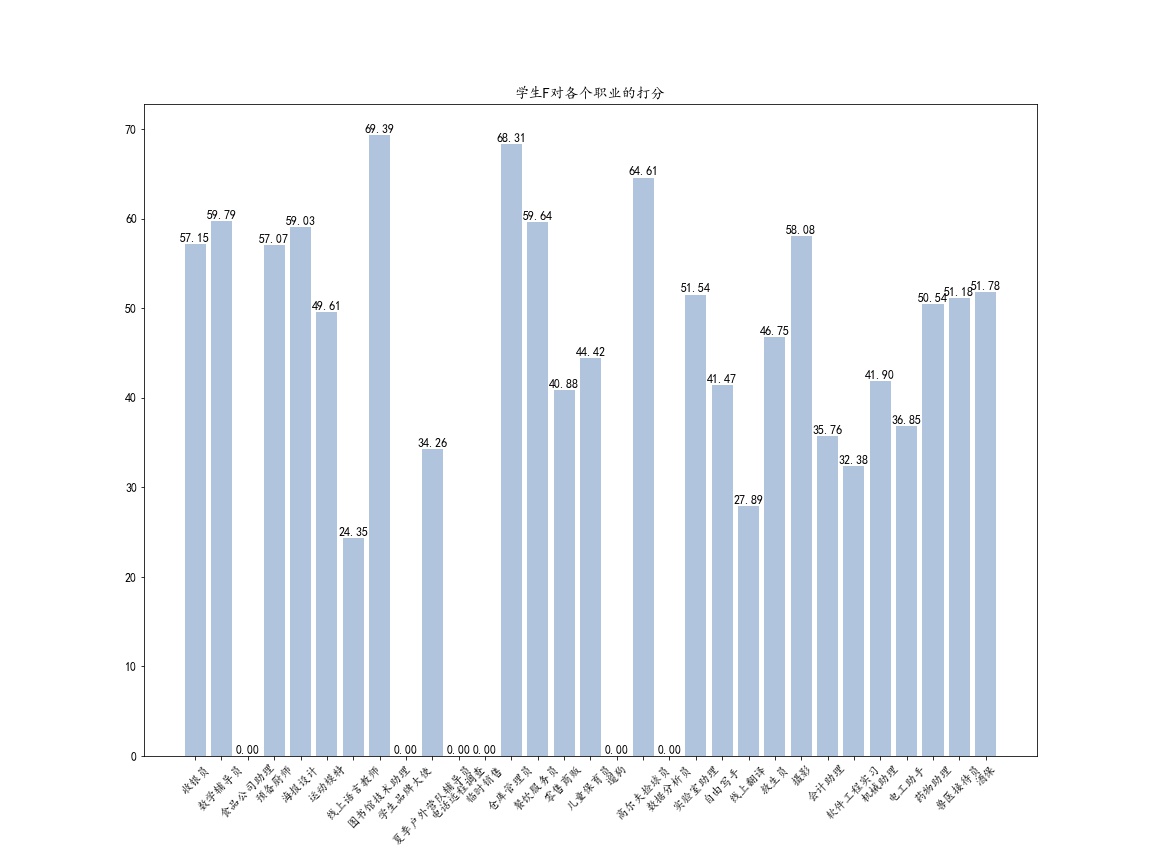 学生F对各个职业的打分
70
60
50
40
30
20
10
0
57.15
59.79
0.00
57.07
59.03
49.61
24.35
69.39
0.00
34.26
0.00
0.00
68.31
59.64
40.88
44.42
0.00
64.61
0.00
51.54
41.47
27.89
46.75
58.08
35.76
32.38
41.90
36.85
50.54
51.18
51.78
收银员
数学辅导员
食品公司助理
预备厨师
海报设计
运动模特
线上语言教师
图书馆技术助理
学生品牌大使
夏季户外营队辅导员
电话远程调查
临时销售
仓库管理员
餐饮服务员
零售商贩
儿童保育员
遛狗
高尔夫捡球员
数据分析员
实验室助理
自由写手
线上翻译
救生员
摄影
会计助理
软件工程实习
机械助理
电工助手
药物助理
兽医接待员
酒保